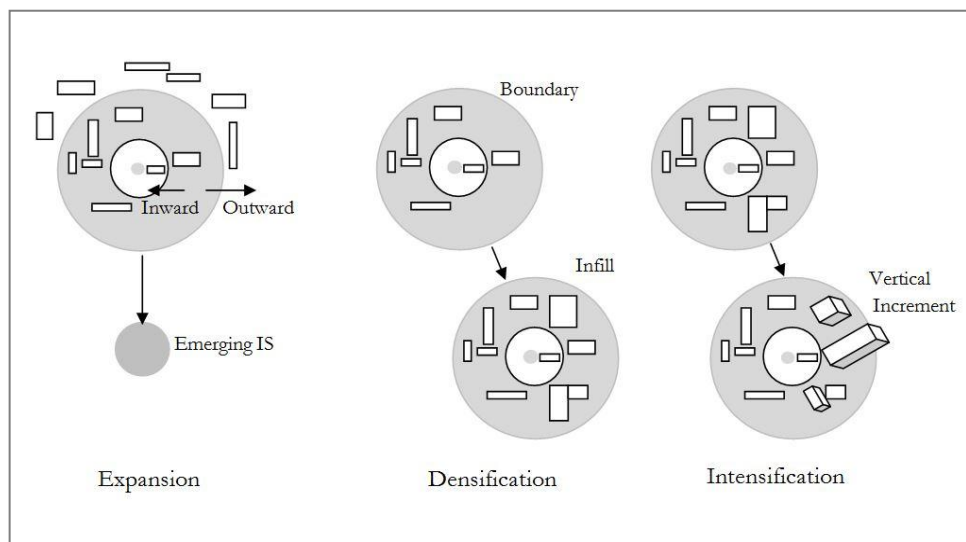 Boundary
Inward
Outward
Infill
Vertical
Increment
Emerging IS
Expansion
Densification
Intensification